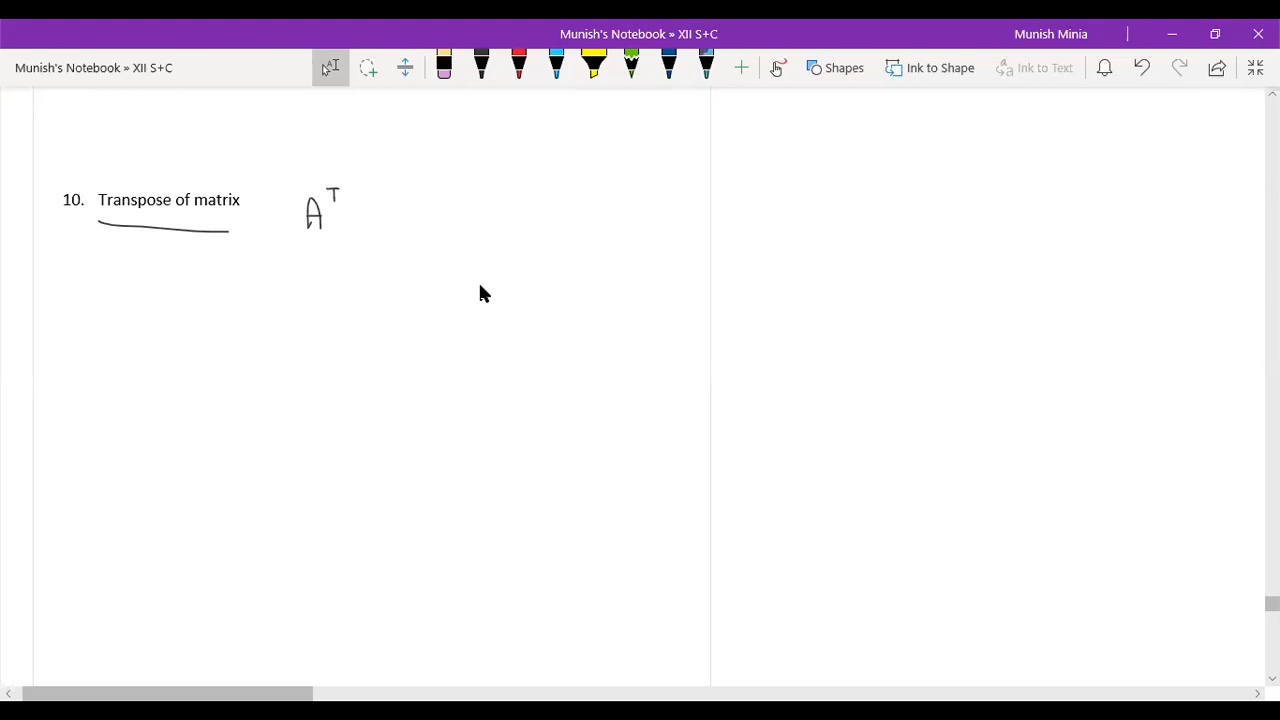 Munish's Notebook » XII S+C
Munish Minia
Munish's Notebook » XII S+C
Shapes
Ink to Shape
Ink to Text
10. Transpose of matrix A^T